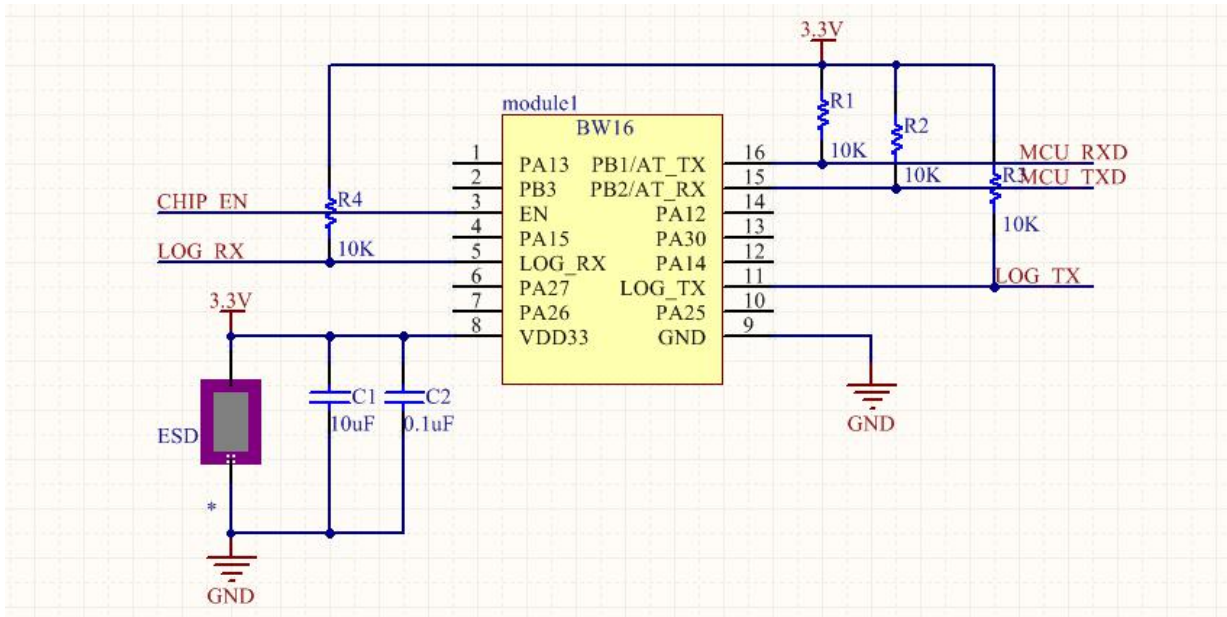 3.3V
module1
BW16
R1
10K
R2
10K
R3
10K
R4
10K
CHIP_EN
LOG_RX
MCU_RXD
MCU_TXD
LOG_TX
1 PA13 PB1/AT_TX 16
2 PB3 PB2/AT_RX 15
3 EN PA12 14
4 PA15 PA30 13
5 LOG_RX PA14 12
6 PA27 LOG_TX 11
7 PA26 PA25 10
8 VDD33 GND 9
3.3V
C1
10uF
C2
0.1uF
ESD
*
GND
GND